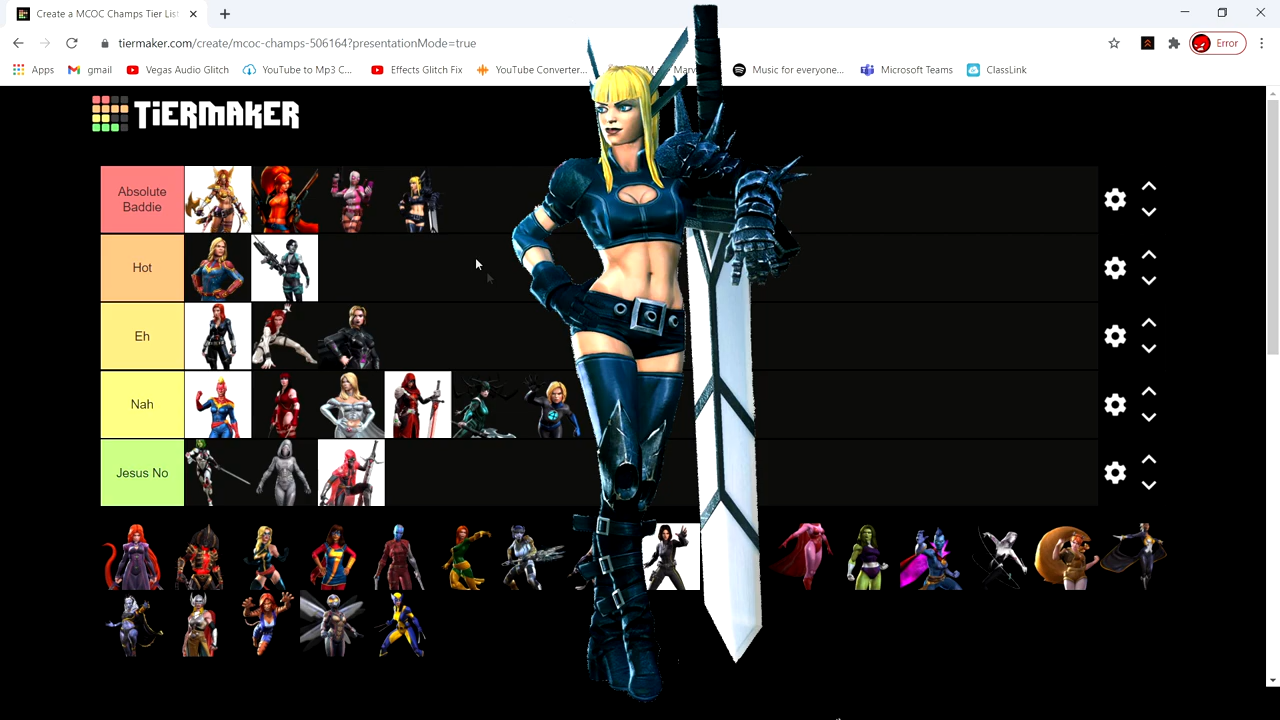 Create a MCOC Champs Tier List
tiermaker.com/create/mcoc-champs-506164?presentationMode=true
Error
Apps
gmail
Vegas Audio Glitch
YouTube to Mp3 C...
Effects Glitch Fix
YouTube Converter...
Music for everyone...
Microsoft Teams
ClassLink
TiERMAKER
Absolute
Baddie
Hot
Eh
Nah
Jesus No